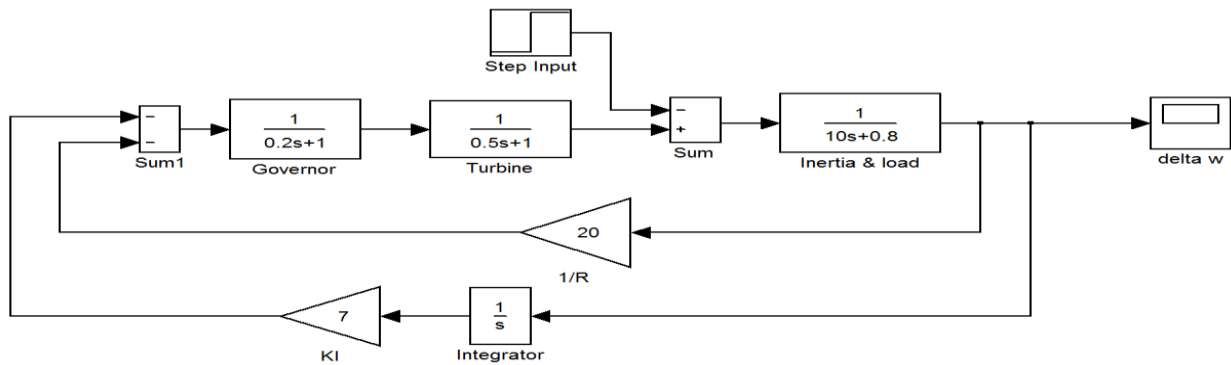 Step Input
−
−
Sum1
1
0.2s+1
Governor
1
0.5s+1
Turbine
−
+
Sum
1
10s+0.8
Inertia & load
delta w
20
1/R
7
KI
1
s
Integrator